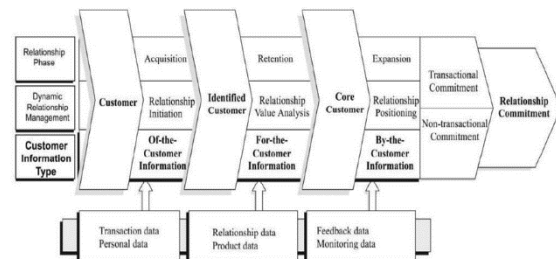 Relationship
Phase
Acquisition
Retention
Expansion
Dynamic
Relationship
Management
Customer
Relationship
Initiation
Identified
Customer
Relationship
Value Analysis
Core
Customer
Relationship
Positioning
Transactional
Commitment
Non-transactional
Commitment
Relationship
Commitment
Customer
Information
Type
Of-the-
Customer
Information
For-the-
Customer
Information
By-the-
Customer
Information
Transaction data
Personal data
Relationship data
Product data
Feedback data
Monitoring data